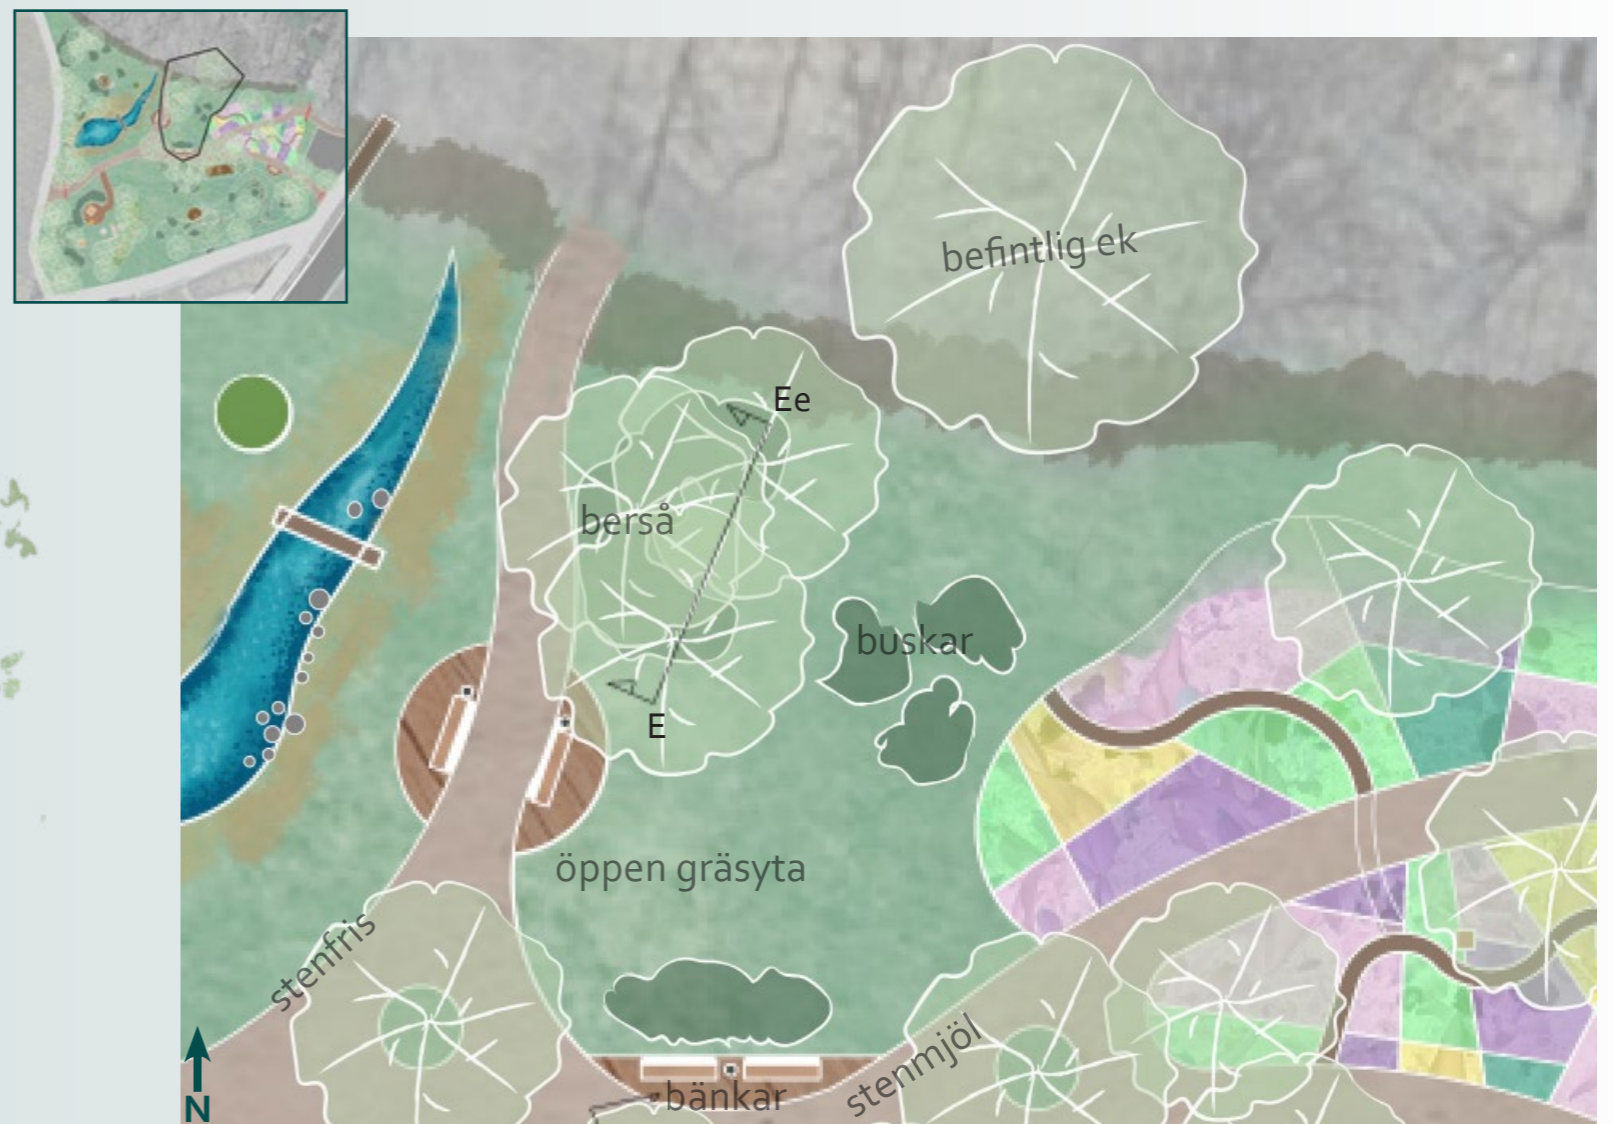 befintlig ek
Ee
berså
buskar
E
öppen gräsyta
stenfris
stenmjöl
bänkar
N